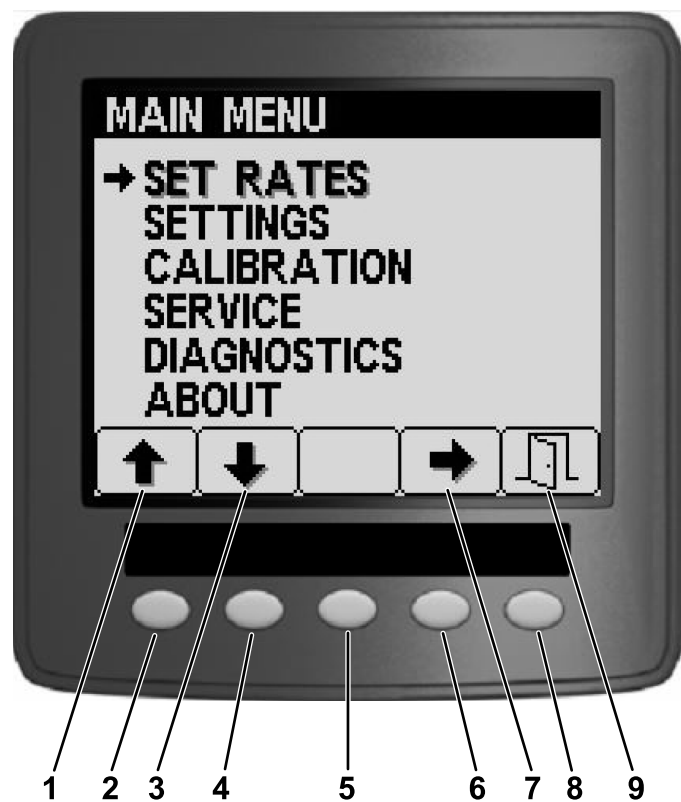 MAIN MENU
SET RATES
SETTINGS
CALIBRATION
SERVICE
DIAGNOSTICS
ABOUT
1 2 3 4 5 6 7 8 9